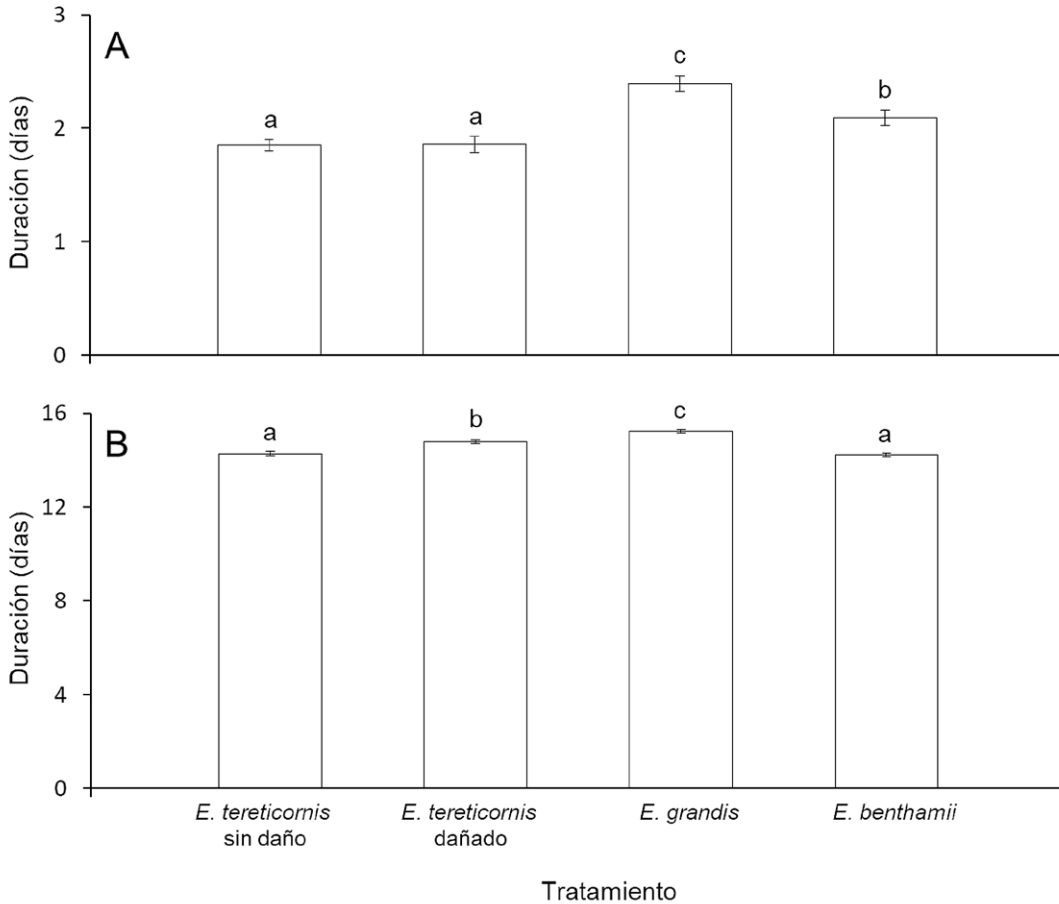 3
A
c
b
a
a
2
Duración (días)
1
0
16
B
a
b
c
a
12
Duración (días)
8
4
0
E. tereticornis
sin daño
E. tereticornis
dañado
E. grandis
E. benthamii
Tratamiento